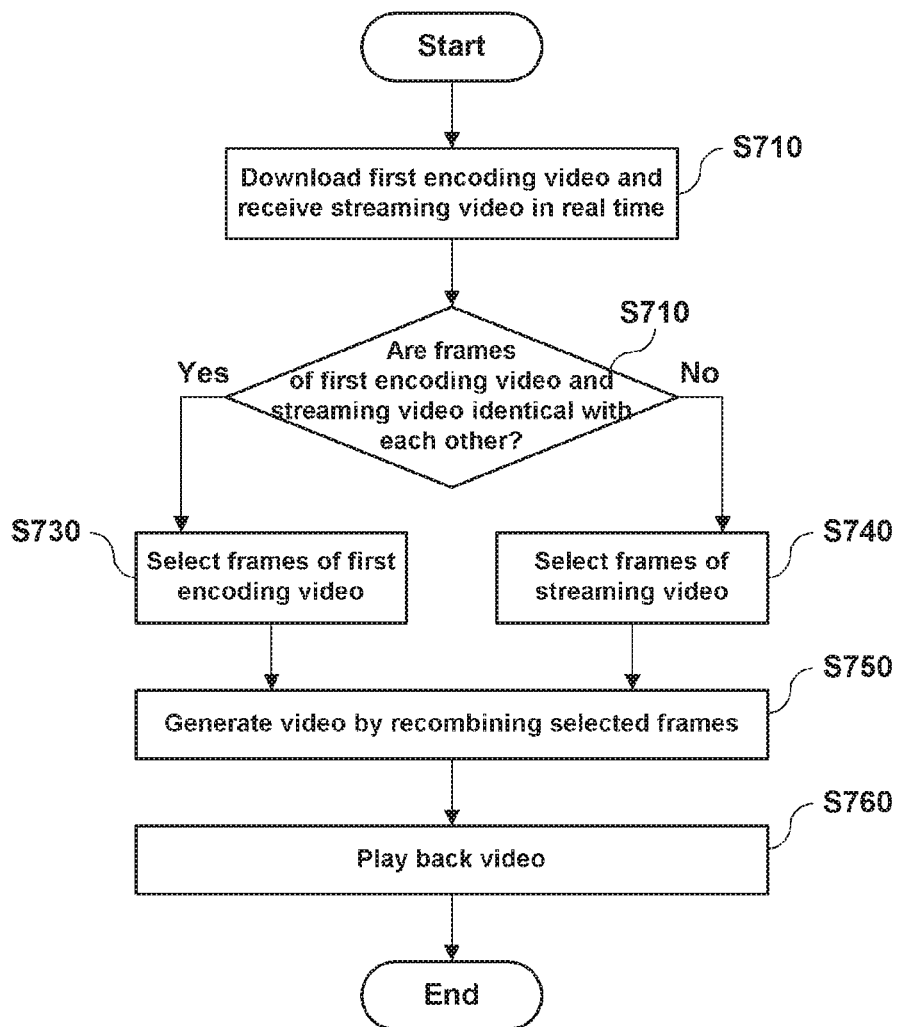 Start
S710
Download first encoding video and
receive streaming video in real time
S710
Are frames
of first encoding video and
streaming video identical with
each other?
Yes
No
S730
Select frames of first
encoding video
S740
Select frames of
streaming video
S750
Generate video by recombining selected frames
S760
Play back video
End